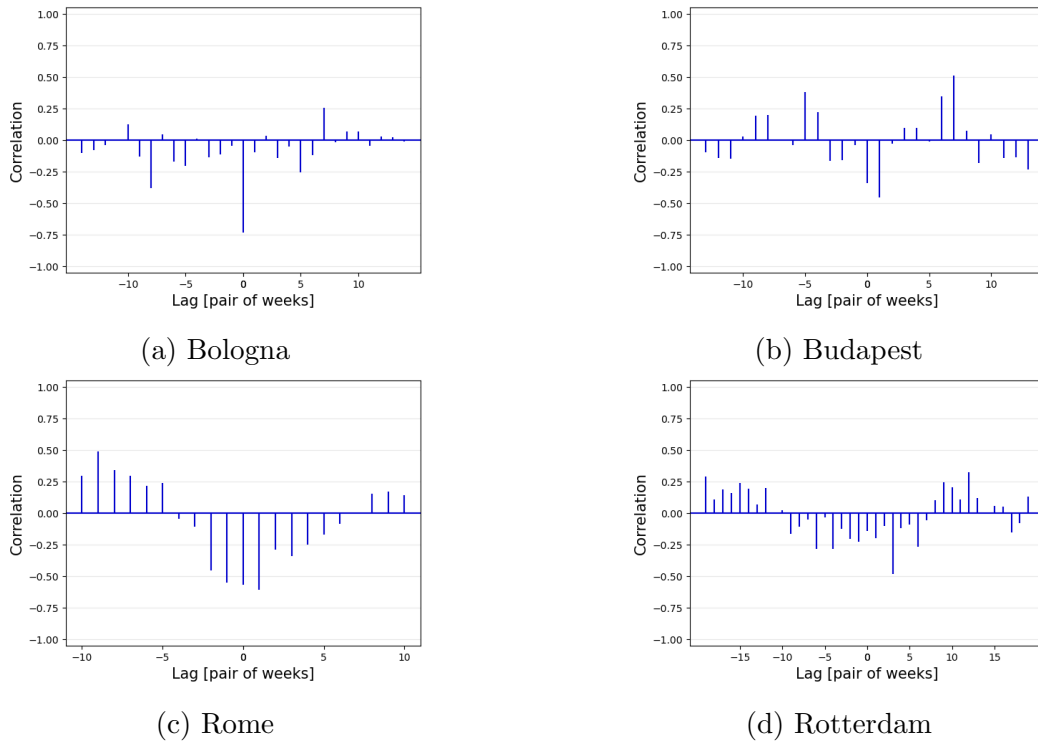 1.00
0.75
0.50
0.25
0.00
−0.25
−0.50
−0.75
−1.00
Correlation
−10 −5 0 0 5 10
Lag [pair of weeks]
(a) Bologna
1.00
0.75
0.50
0.25
0.00
−0.25
−0.50
−0.75
−1.00
Correlation
−10 −5 0 0 5 10
Lag [pair of weeks]
(b) Budapest
1.00
0.75
0.50
0.25
0.00
−0.25
−0.50
−0.75
−1.00
Correlation
−10 −5 0 0 5 10
Lag [pair of weeks]
(c) Rome
1.00
0.75
0.50
0.25
0.00
−0.25
−0.50
−0.75
−1.00
Correlation
−15 −10 −5 0 0 5 10 15
Lag [pair of weeks]
(d) Rotterdam